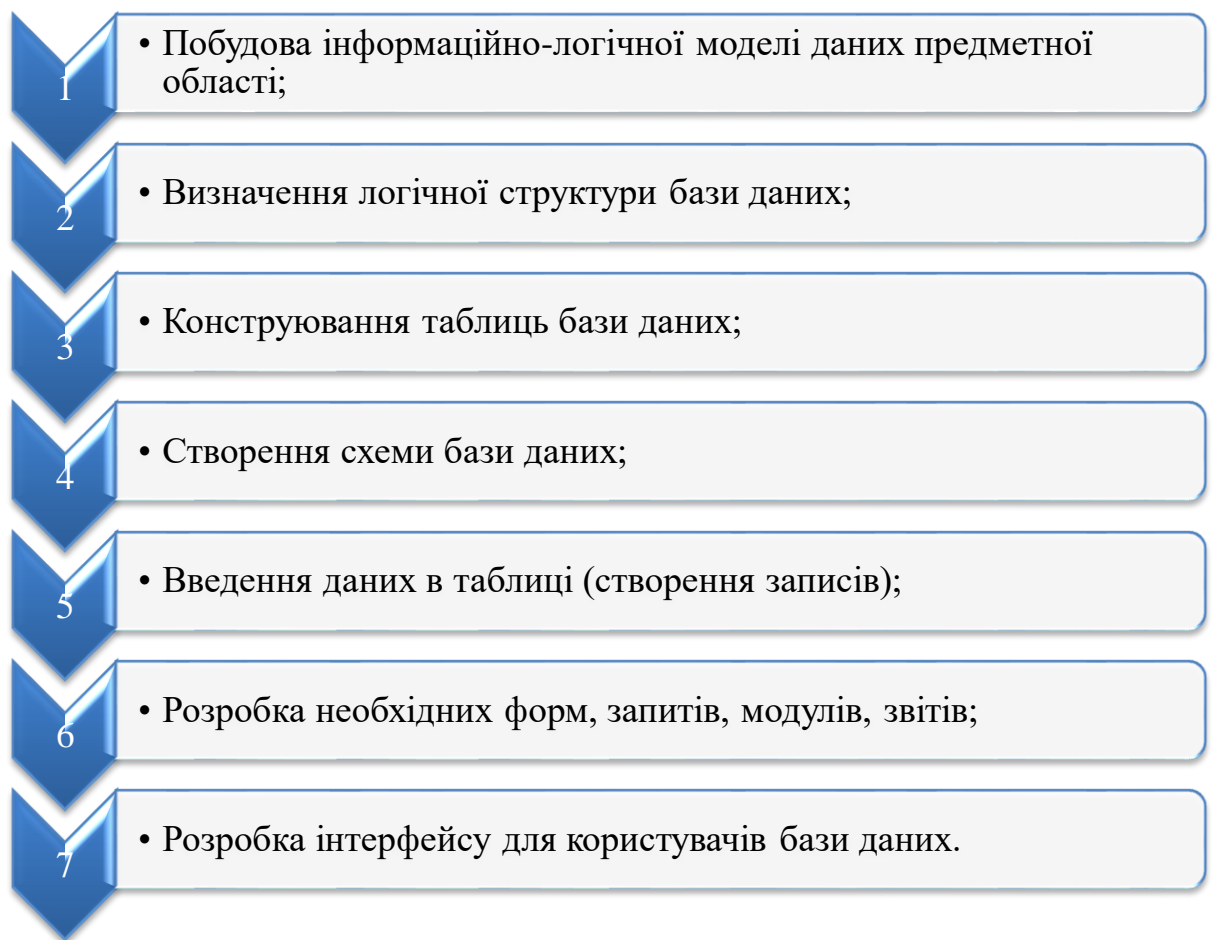 1
• Побудова інформаційно-логічної моделі даних предметної
області;
2
• Визначення логічної структури бази даних;
3
• Конструювання таблиць бази даних;
4
• Створення схеми бази даних;
5
• Введення даних в таблиці (створення записів);
6
• Розробка необхідних форм, запитів, модулів, звітів;
7
• Розробка інтерфейсу для користувачів бази даних.